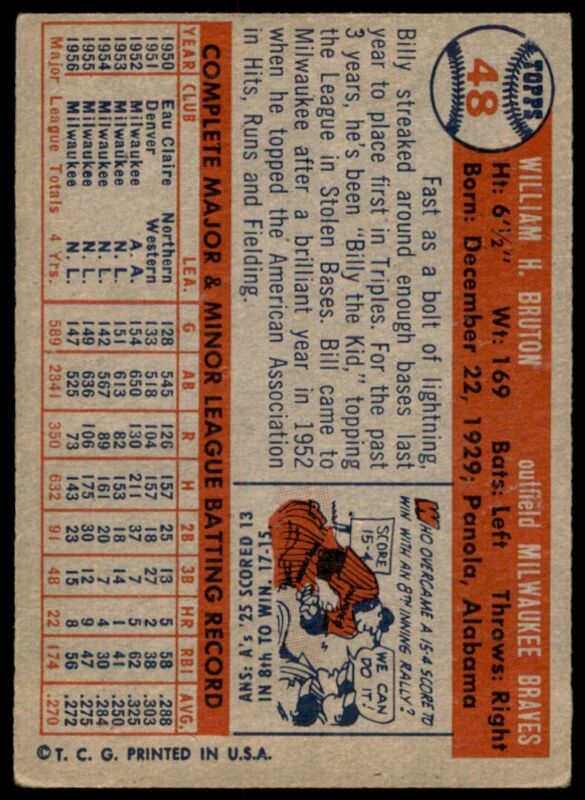 TOPPS
48
WILLIAM H. BRUTON outfield MILWAUKEE BRAVES
Ht: 6'½" Wt: 169 Bats: Left Throws: Right
Born: December 22, 1929; Panola, Alabama
Fast as a bolt of lightning,
Billy streaked around enough bases last
year to place first in Triples. For the past
3 years, he's been "Billy the Kid," topping
the League in Stolen Bases. Bill came to
Milwaukee after a brilliant year in 1952
when he topped the American Association
in Hits, Runs and Fielding.
WHO OVERCAME A 15-4 SCORE TO
WIN WITH AN 8TH INNING RALLY?
SCORE
15-4
WE CAN
DO IT!
ANS: A's '25 SCORED 13
IN 8th TO WIN 17-15
COMPLETE MAJOR & MINOR LEAGUE BATTING RECORD
YEAR CLUB LEA. G AB R H 2B 3B HR RBI AVG.
1950 Eau Claire Northern 128 545 126 157 25 13 5 58 .288
1951 Denver Western 133 518 104 157 18 27 7 38 .303
1952 Milwaukee A. A. 154 650 130 211 28 9 5 62 .325
1953 Milwaukee N. L. 151 613 82 153 18 14 1 41 .250
1954 Milwaukee N. L. 142 567 89 161 20 7 4 30 .284
1955 Milwaukee N. L. 149 636 106 175 30 12 9 47 .275
1956 Milwaukee N. L. 147 525 73 143 23 15 8 56 .272
Major League Totals 4 Yrs. 589 2341 350 632 91 48 22 174 .270
© T. C. G. PRINTED IN U.S.A.